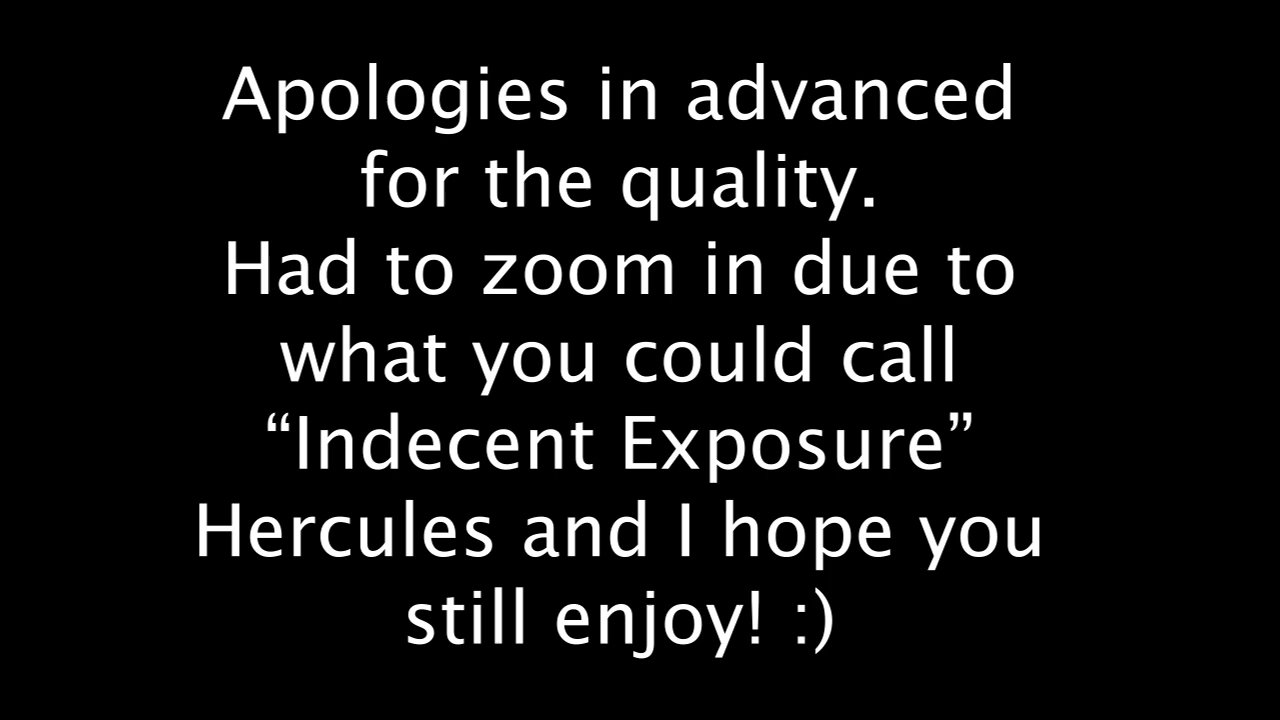 Apologies in advanced
for the quality.
Had to zoom in due to
what you could call
“Indecent Exposure”
Hercules and I hope you
still enjoy! :)